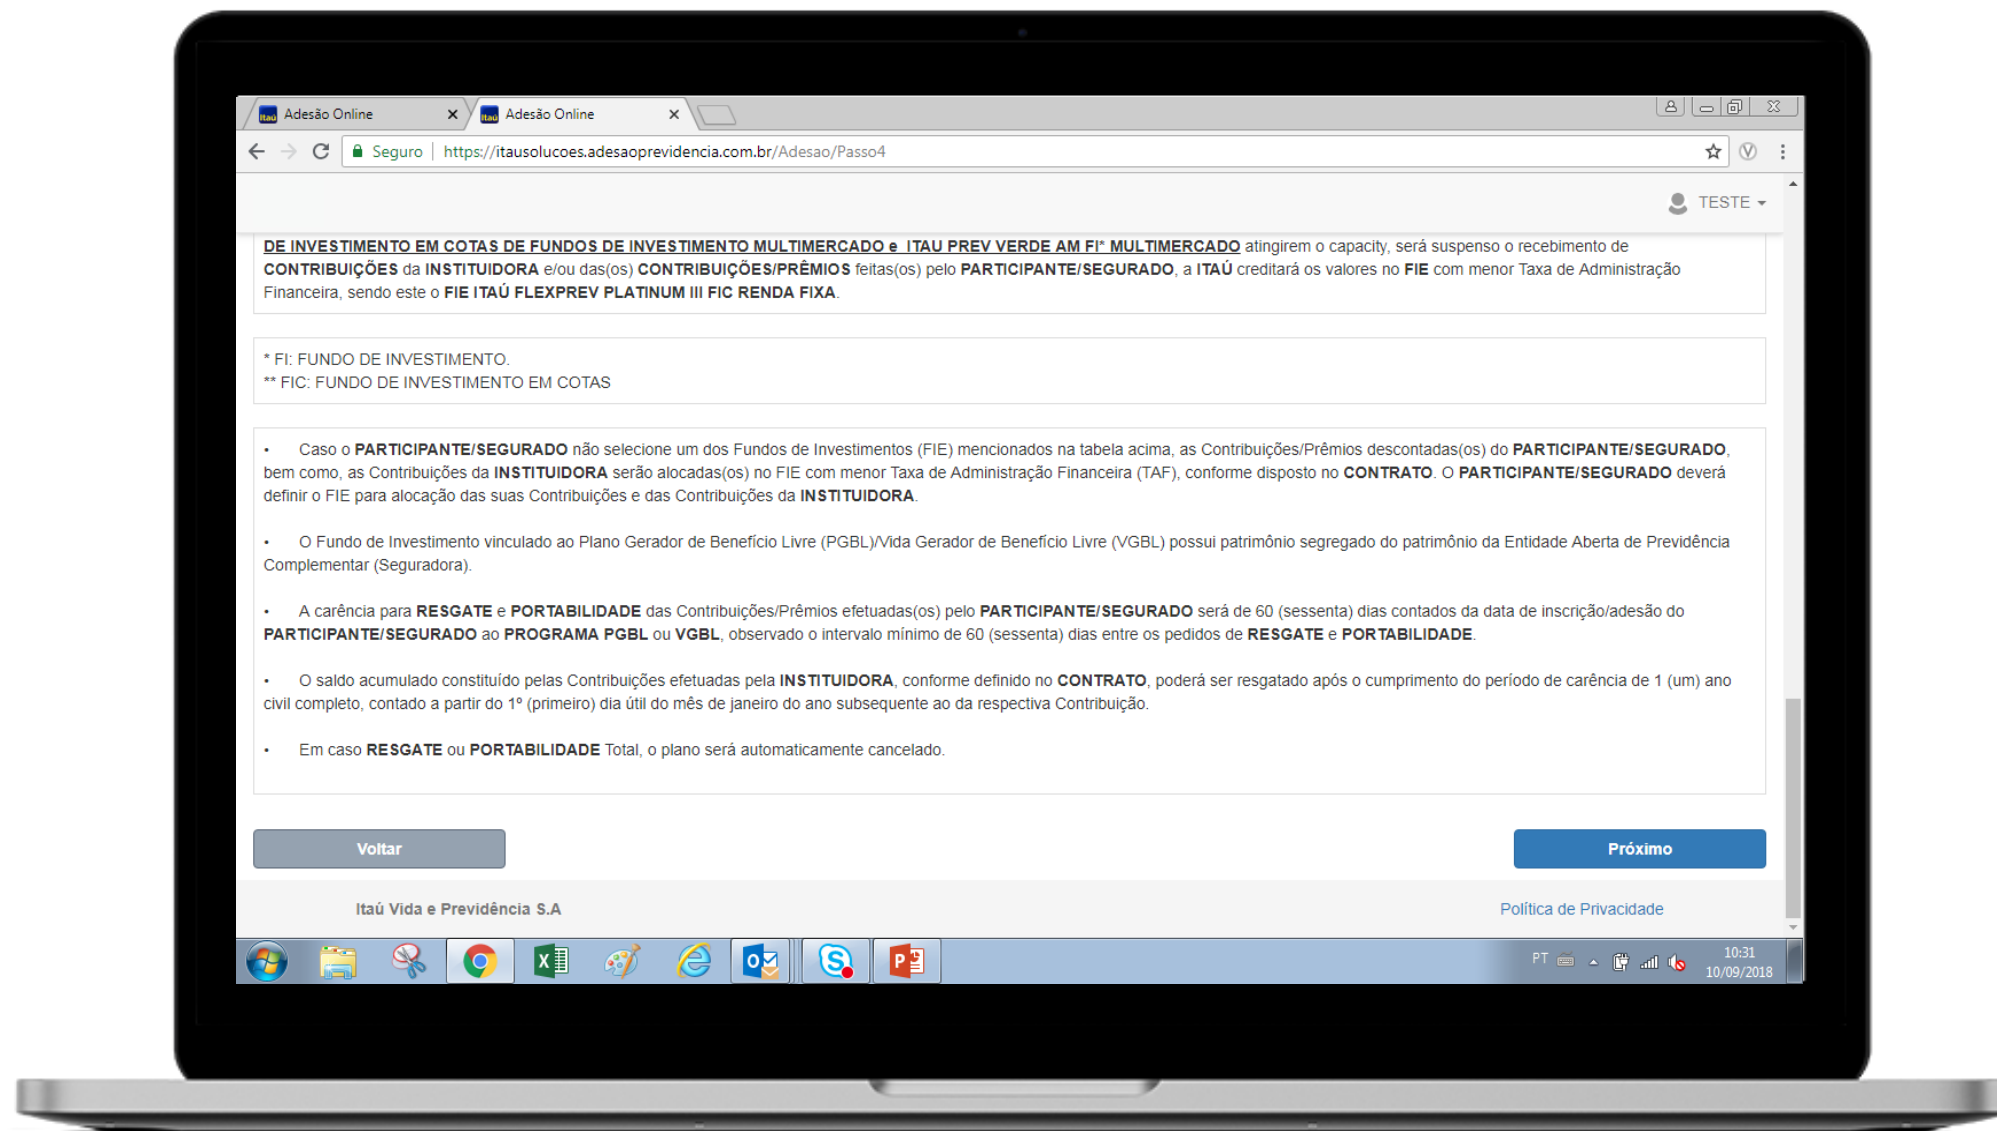 Adesão Online
Adesão Online
Seguro https://itausolucoes.adesaoprevidencia.com.br/Adesao/Passo4
TESTE
DE INVESTIMENTO EM COTAS DE FUNDOS DE INVESTIMENTO MULTIMERCADO e ITAU PREV VERDE AM FI* MULTIMERCADO atingirem o capacity, será suspenso o recebimento de
CONTRIBUIÇÕES da INSTITUIDORA e/ou das(os) CONTRIBUIÇÕES/PRÊMIOS feitas(os) pelo PARTICIPANTE/SEGURADO, a ITAÚ creditará os valores no FIE com menor Taxa de Administração
Financeira, sendo este o FIE ITAÚ FLEXPREV PLATINUM III FIC RENDA FIXA.
* FI: FUNDO DE INVESTIMENTO.
** FIC: FUNDO DE INVESTIMENTO EM COTAS
• Caso o PARTICIPANTE/SEGURADO não selecione um dos Fundos de Investimentos (FIE) mencionados na tabela acima, as Contribuições/Prêmios descontadas(os) do PARTICIPANTE/SEGURADO,
bem como, as Contribuições da INSTITUIDORA serão alocadas(os) no FIE com menor Taxa de Administração Financeira (TAF), conforme disposto no CONTRATO. O PARTICIPANTE/SEGURADO deverá
definir o FIE para alocação das suas Contribuições e das Contribuições da INSTITUIDORA.
• O Fundo de Investimento vinculado ao Plano Gerador de Benefício Livre (PGBL)/Vida Gerador de Benefício Livre (VGBL) possui patrimônio segregado do patrimônio da Entidade Aberta de Previdência
Complementar (Seguradora).
• A carência para RESGATE e PORTABILIDADE das Contribuições/Prêmios efetuadas(os) pelo PARTICIPANTE/SEGURADO será de 60 (sessenta) dias contados da data de inscrição/adesão do
PARTICIPANTE/SEGURADO ao PROGRAMA PGBL ou VGBL, observado o intervalo mínimo de 60 (sessenta) dias entre os pedidos de RESGATE e PORTABILIDADE.
• O saldo acumulado constituído pelas Contribuições efetuadas pela INSTITUIDORA, conforme definido no CONTRATO, poderá ser resgatado após o cumprimento do período de carência de 1 (um) ano
civil completo, contado a partir do 1º (primeiro) dia útil do mês de janeiro do ano subsequente ao da respectiva Contribuição.
• Em caso RESGATE ou PORTABILIDADE Total, o plano será automaticamente cancelado.
Voltar
Próximo
Itaú Vida e Previdência S.A
Política de Privacidade
PT
10:31
10/09/2018